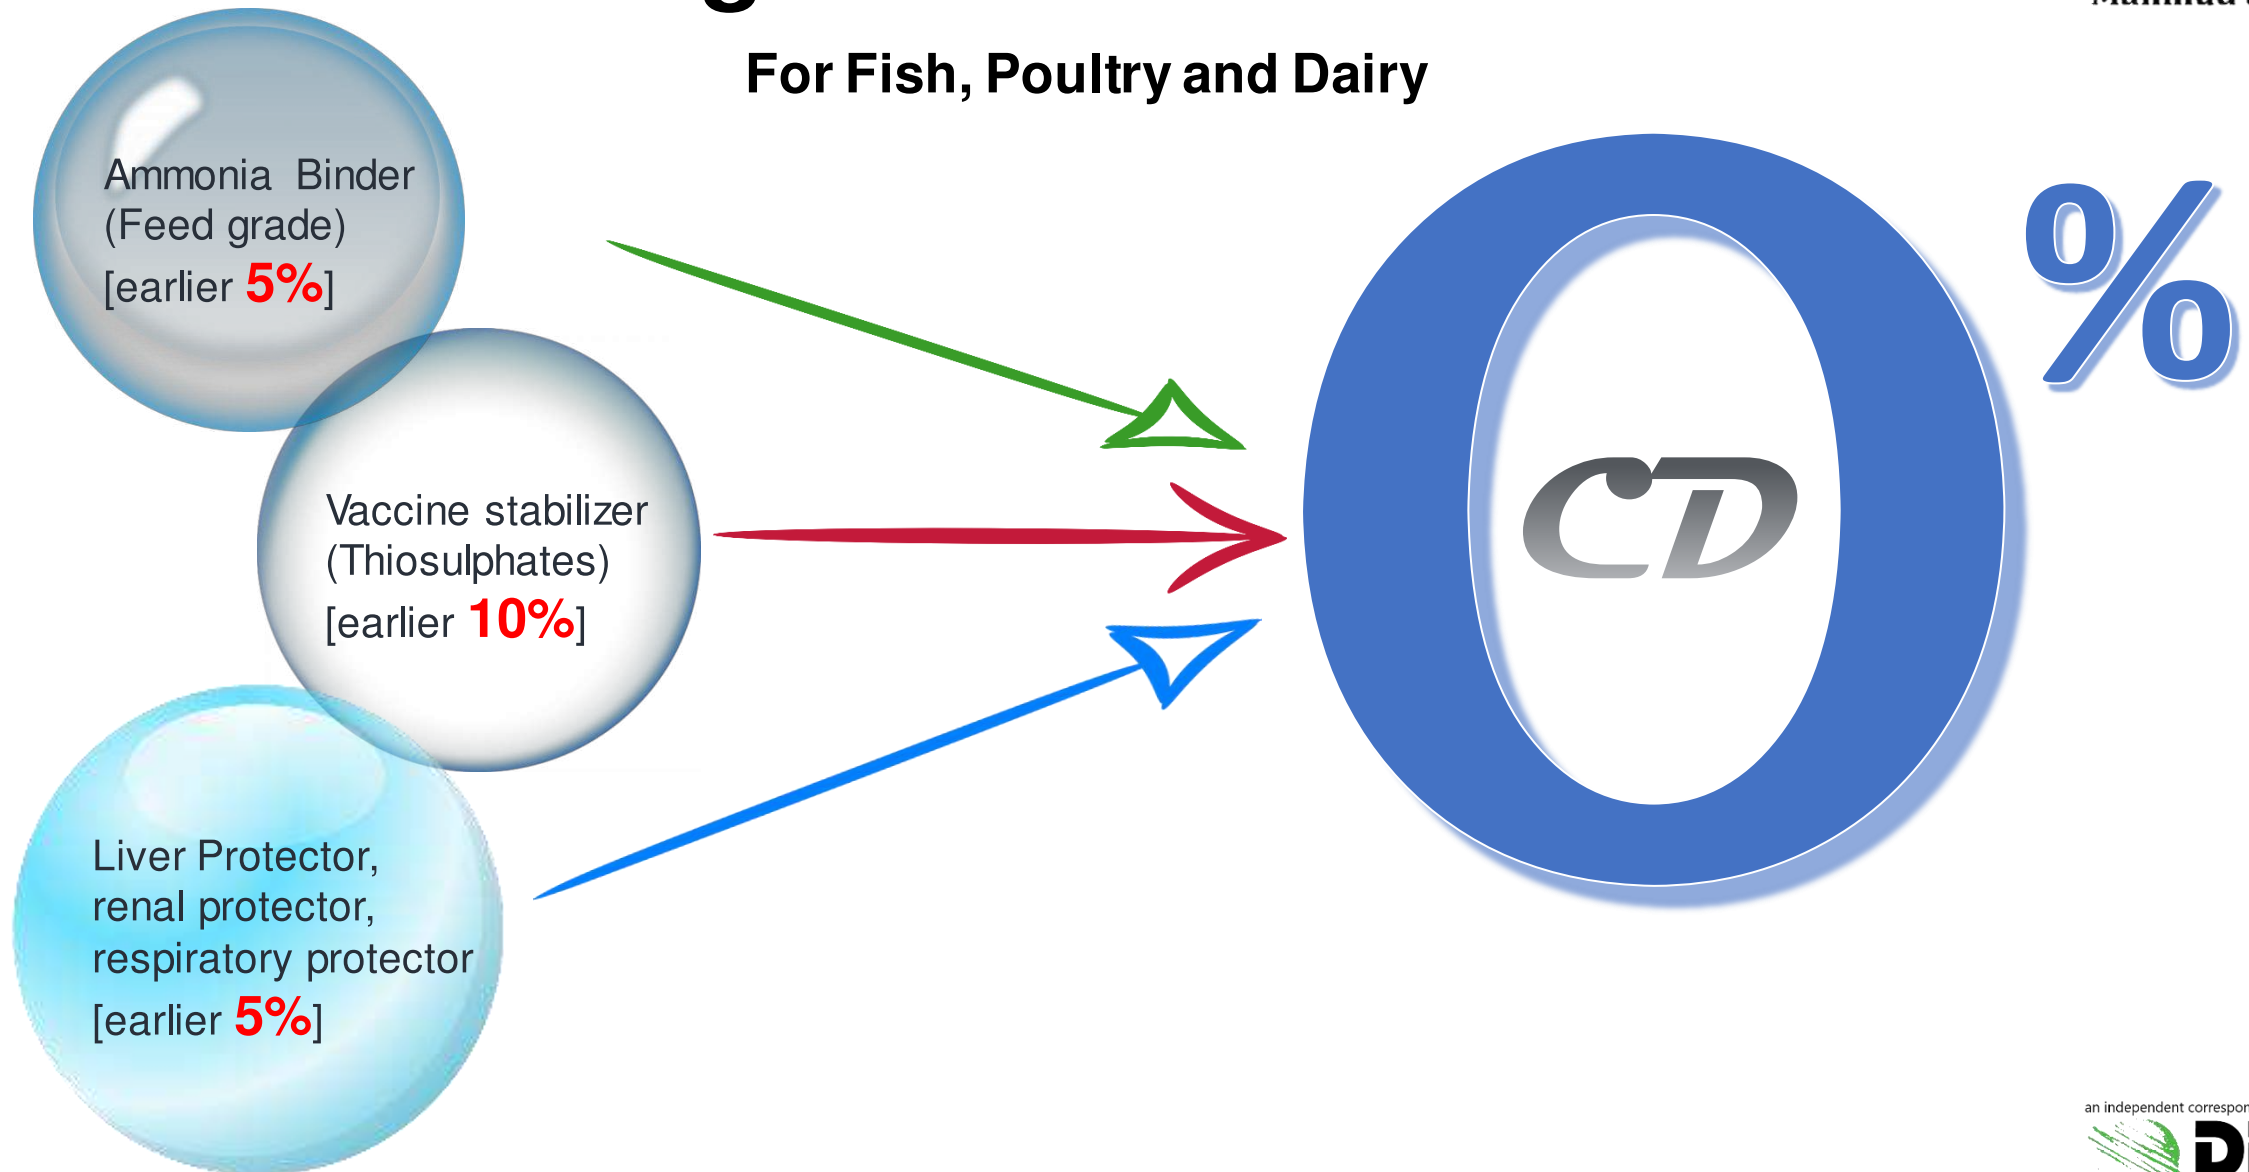 For Fish, Poultry and Dairy
Ammonia Binder
(Feed grade)
[earlier 5%]
Vaccine stabilizer
(Thiosulphates)
[earlier 10%]
Liver Protector,
renal protector,
respiratory protector
[earlier 5%]
0%
CD
an independent